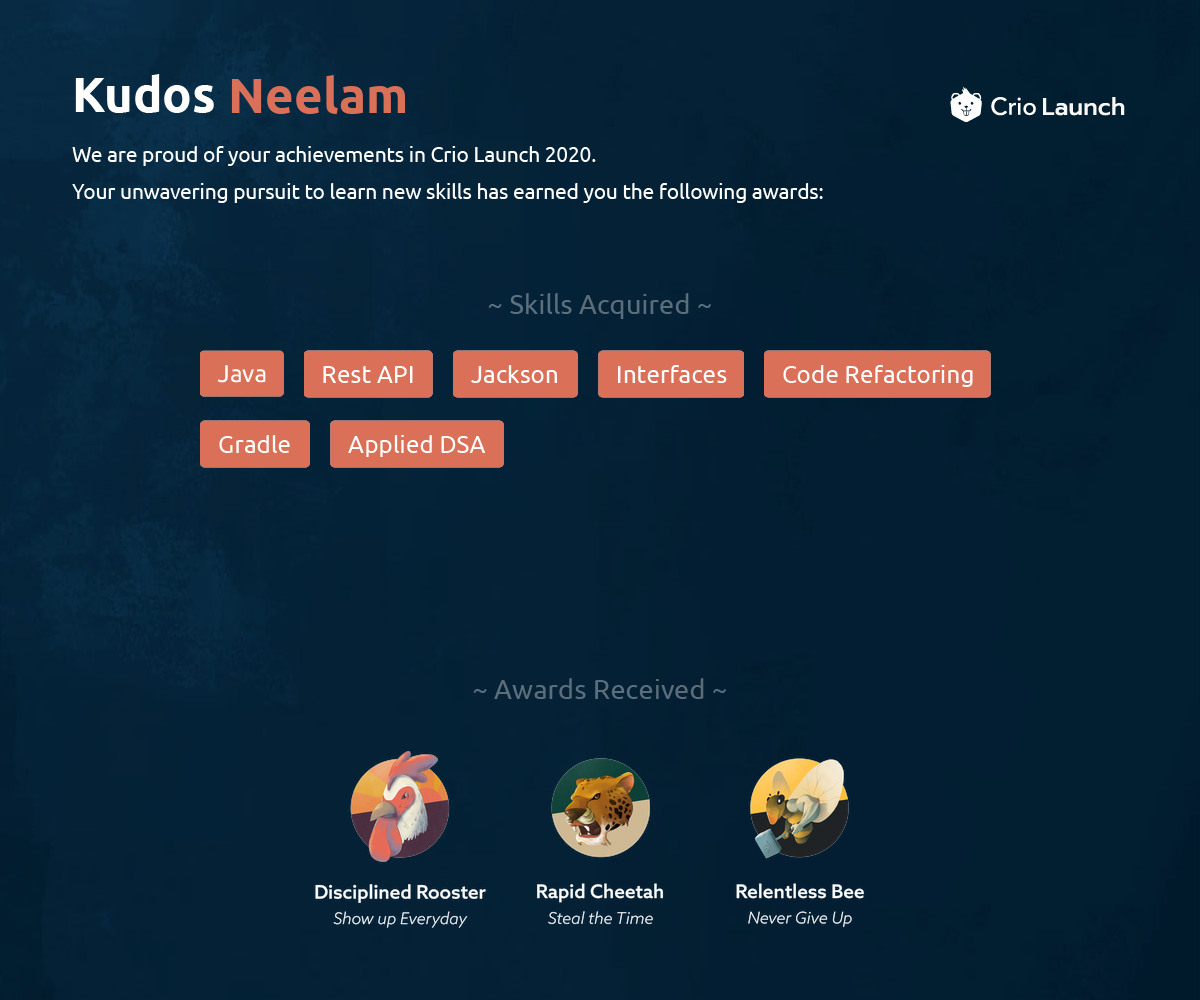 Kudos Neelam
Crio Launch
We are proud of your achievements in Crio Launch 2020.
Your unwavering pursuit to learn new skills has earned you the following awards:
~ Skills Acquired ~
Java Rest API Jackson Interfaces Code Refactoring
Gradle Applied DSA
~ Awards Received ~
Disciplined Rooster Rapid Cheetah Relentless Bee
Show up Everyday Steal the Time Never Give Up